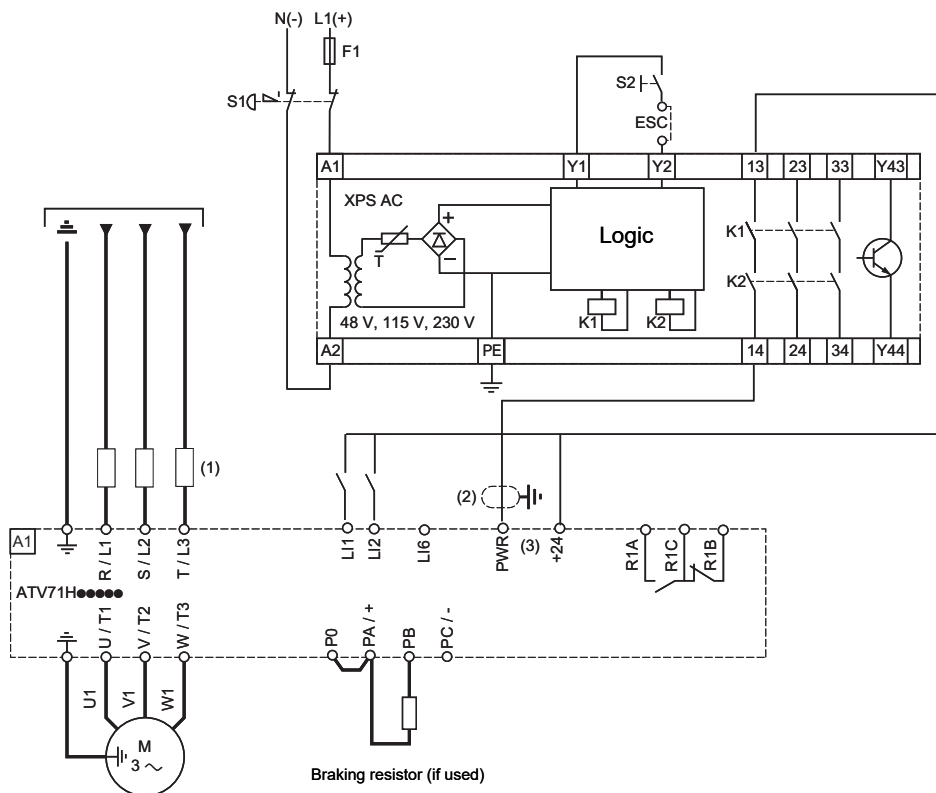 N(-) L1(+)
F1
S1
S2
ESC
A1 Y1 Y2 13 23 33 Y43
XPS AC
+
T
−
Logic
K1
K2
K1 K2
48 V, 115 V, 230 V
A2 PE 14 24 34 Y44
(1)
(2)
(3)
A1
R / L1
S / L2
T / L3
LI1
LI2
LI6
PWR
+24
R1A
R1C
R1B
ATV71H●●●●●
U / T1
V / T2
W / T3
P0
PA / +
PB
PC / -
U1
V1
W1
M
3 ~
Braking resistor (if used)